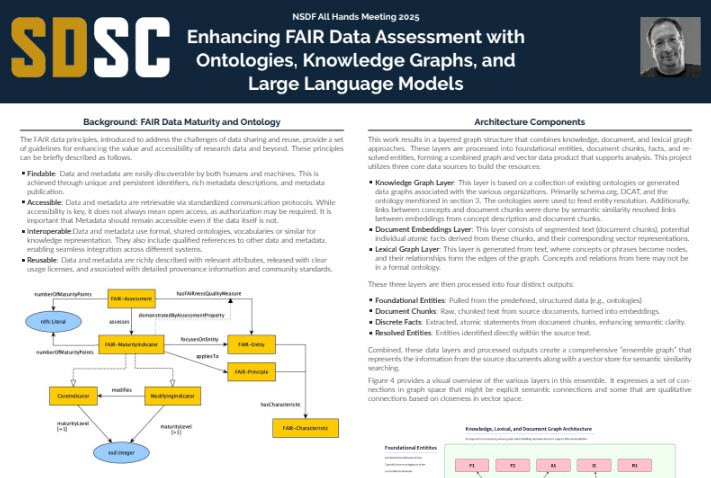 SDSC
NSDF All Hands Meeting 2025
Enhancing FAIR Data Assessment with
Ontologies, Knowledge Graphs, and
Large Language Models
Background: FAIR Data Maturity and Ontology
The FAIR data principles, introduced to address the challenges of data sharing and reuse, provide a set
of guidelines for enhancing the value and accessibility of research data and beyond. These principles
can be briefly described as follows.
Findable: Data and metadata are easily discoverable by both humans and machines. This is
achieved through unique and persistent identifiers, rich metadata descriptions, and metadata
publication.
Accessible: Data and metadata are retrievable via standardized communication protocols. While
accessibility is key, it does not always mean open access, as authorization may be required. It is
important that Metadata should remain accessible even if the data itself is not.
Interoperable:Data and metadata use formal, shared ontologies, vocabularies or similar for
knowledge representation. They also include qualified references to other data and metadata,
enabling seamless integration across different systems.
Reusable: Data and metadata are richly described with relevant attributes, released with clear
usage licenses, and associated with detailed provenance information and community standards.
numberOfMaturityPoints
FAIR-Assessment
hasFAIRnessQualityMeasure
rdfs:Literal
assesses
demonstratedByAssessmentProperty
numberOfMaturityPoints
FAIR-MaturityIndicator
focusesOnEntity
FAIR-Entity
appliesTo
FAIR-Principle
CoreIndicator
modifies
ModifyingIndicator
hasCharacteristic
maturityLevel
[=1]
maturityLevel
[>1]
FAIR-Characteristic
xsd:integer
Architecture Components
This work results in a layered graph structure that combines knowledge, document, and lexical graph
approaches. These layers are processed into foundational entities, document chunks, facts, and re-
solved entities, forming a combined graph and vector data product that supports analysis. This project
utilizes three core data sources to build the resources:
Knowledge Graph Layer: This layer is based on a collection of existing ontologies or generated
data graphs associated with the various organizations. Primarily schema.org, DCAT, and the
ontology mentioned in section 3. The ontologies were used to feed entity resolution. Additionally,
links between concepts and document chunks were done by semantic similarity resolved links
between embeddings from concept description and document chunks.
Document Embeddings Layer: This layer consists of segmented text (document chunks), potential
individual atomic facts derived from these chunks, and their corresponding vector representations.
Lexical Graph Layer: This layer is generated from text, where concepts or phrases become nodes,
and their relationships form the edges of the graph. Concepts and relations from here may not be
in a formal ontology.
These three layers are then processed into four distinct outputs:
Foundational Entities: Pulled from the predefined, structured data (e.g., ontologies)
Document Chunks: Raw, chunked text from source documents, turned into embeddings.
Discrete Facts: Extracted, atomic statements from document chunks, enhancing semantic clarity.
Resolved Entities: Entities identified directly within the source text.
Combined, these data layers and processed outputs create a comprehensive "ensemble graph" that
represents the information from the source documents along with a vector store for semantic similarity
searching.
Figure 4 provides a visual overview of the various layers in this ensemble. It expresses a set of con-
nections in graph space that might be explicit semantic connections and some that are qualitative
connections based on closeness in vector space.
Knowledge, Lexical, and Document Graph Architecture
Foundational Entities
F1
F2
A1
I1
R1